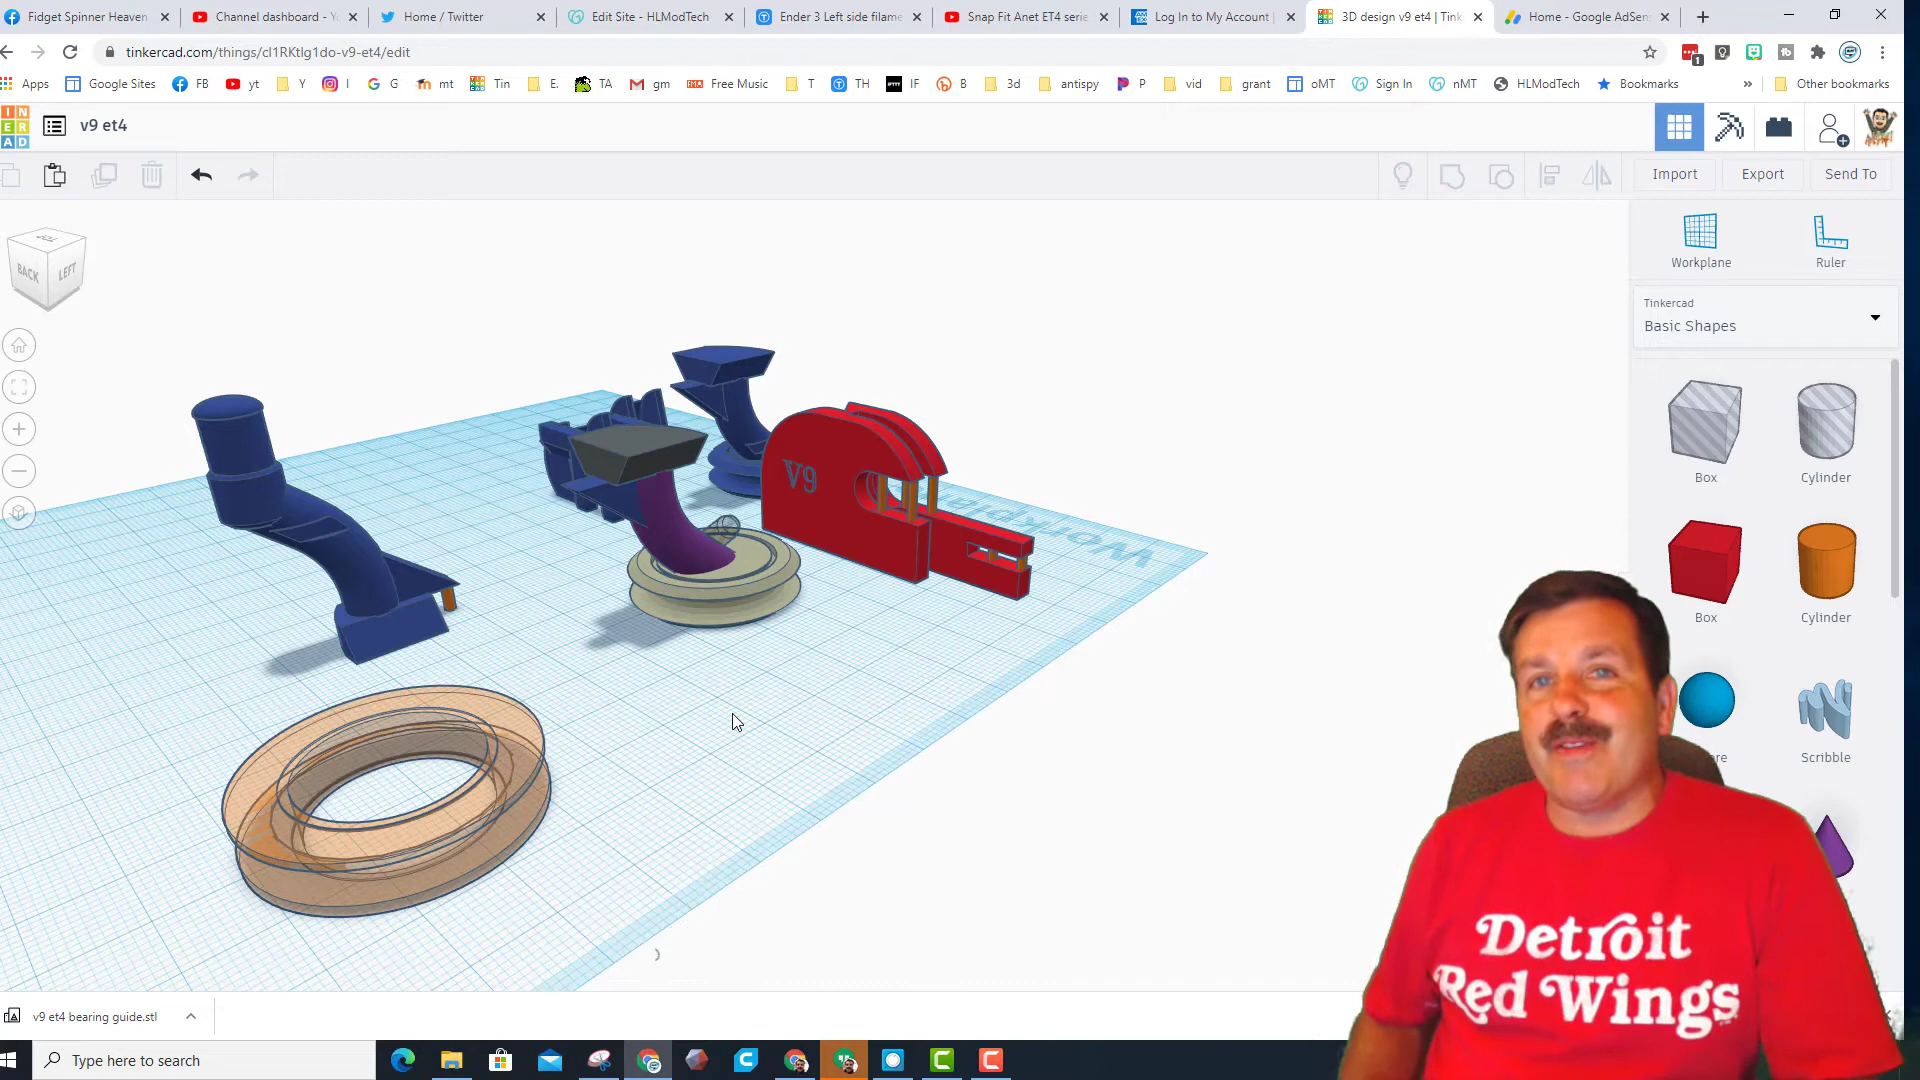 Fidget Spinner Heaven
Channel dashboard - Y
Home / Twitter
Edit Site - HLModTech
Ender 3 Left side filame
Snap Fit Anet ET4 serie
Log In to My Account |
3D design v9 et4 | Tink
Home - Google AdSen
tinkercad.com/things/cl1RKtlg1do-v9-et4/edit
1
Apps
Google Sites
FB
yt
Y
I
G
mt
Tin
E.
TA
gm
Free Music
T
TH
IF
B
3d
antispy
P
vid
grant
oMT
Sign In
nMT
HLModTech
Bookmarks
»
Other bookmarks
v9 et4
Import
Export
Send To
TOP
BACK
LEFT
Workplane
Ruler
Tinkercad
Basic Shapes
Box
Cylinder
Box
Cylinder
Scribble
V9
Workplane
Detroit
Red Wings
v9 et4 bearing guide.stl
Type here to search